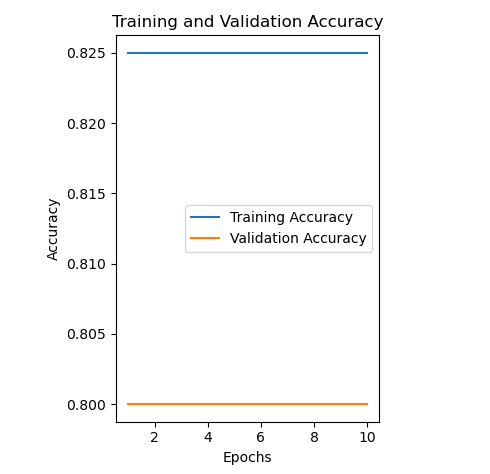 Training and Validation Accuracy
0.825
0.820
0.815
0.810
0.805
0.800
Accuracy
Training Accuracy
Validation Accuracy
2 4 6 8 10
Epochs